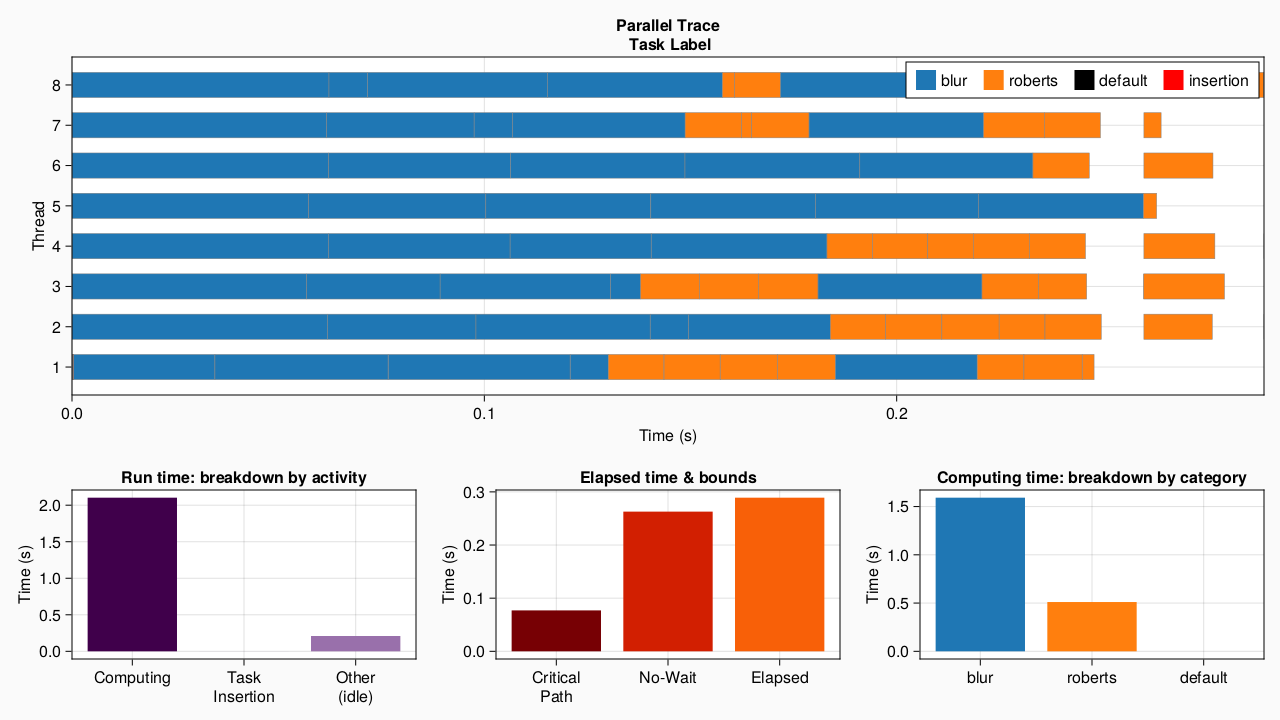 Parallel Trace
Task Label
blur
roberts
default
insertion
Thread
8
7
6
5
4
3
2
1
0.0
0.1
0.2
Time (s)
Run time: breakdown by activity
Time (s)
2.0
1.5
1.0
0.5
0.0
Computing
Task
Insertion
Other
(idle)
Elapsed time & bounds
Time (s)
0.3
0.2
0.1
0.0
Critical
Path
No-Wait
Elapsed
Computing time: breakdown by category
Time (s)
1.5
1.0
0.5
0.0
blur
roberts
default